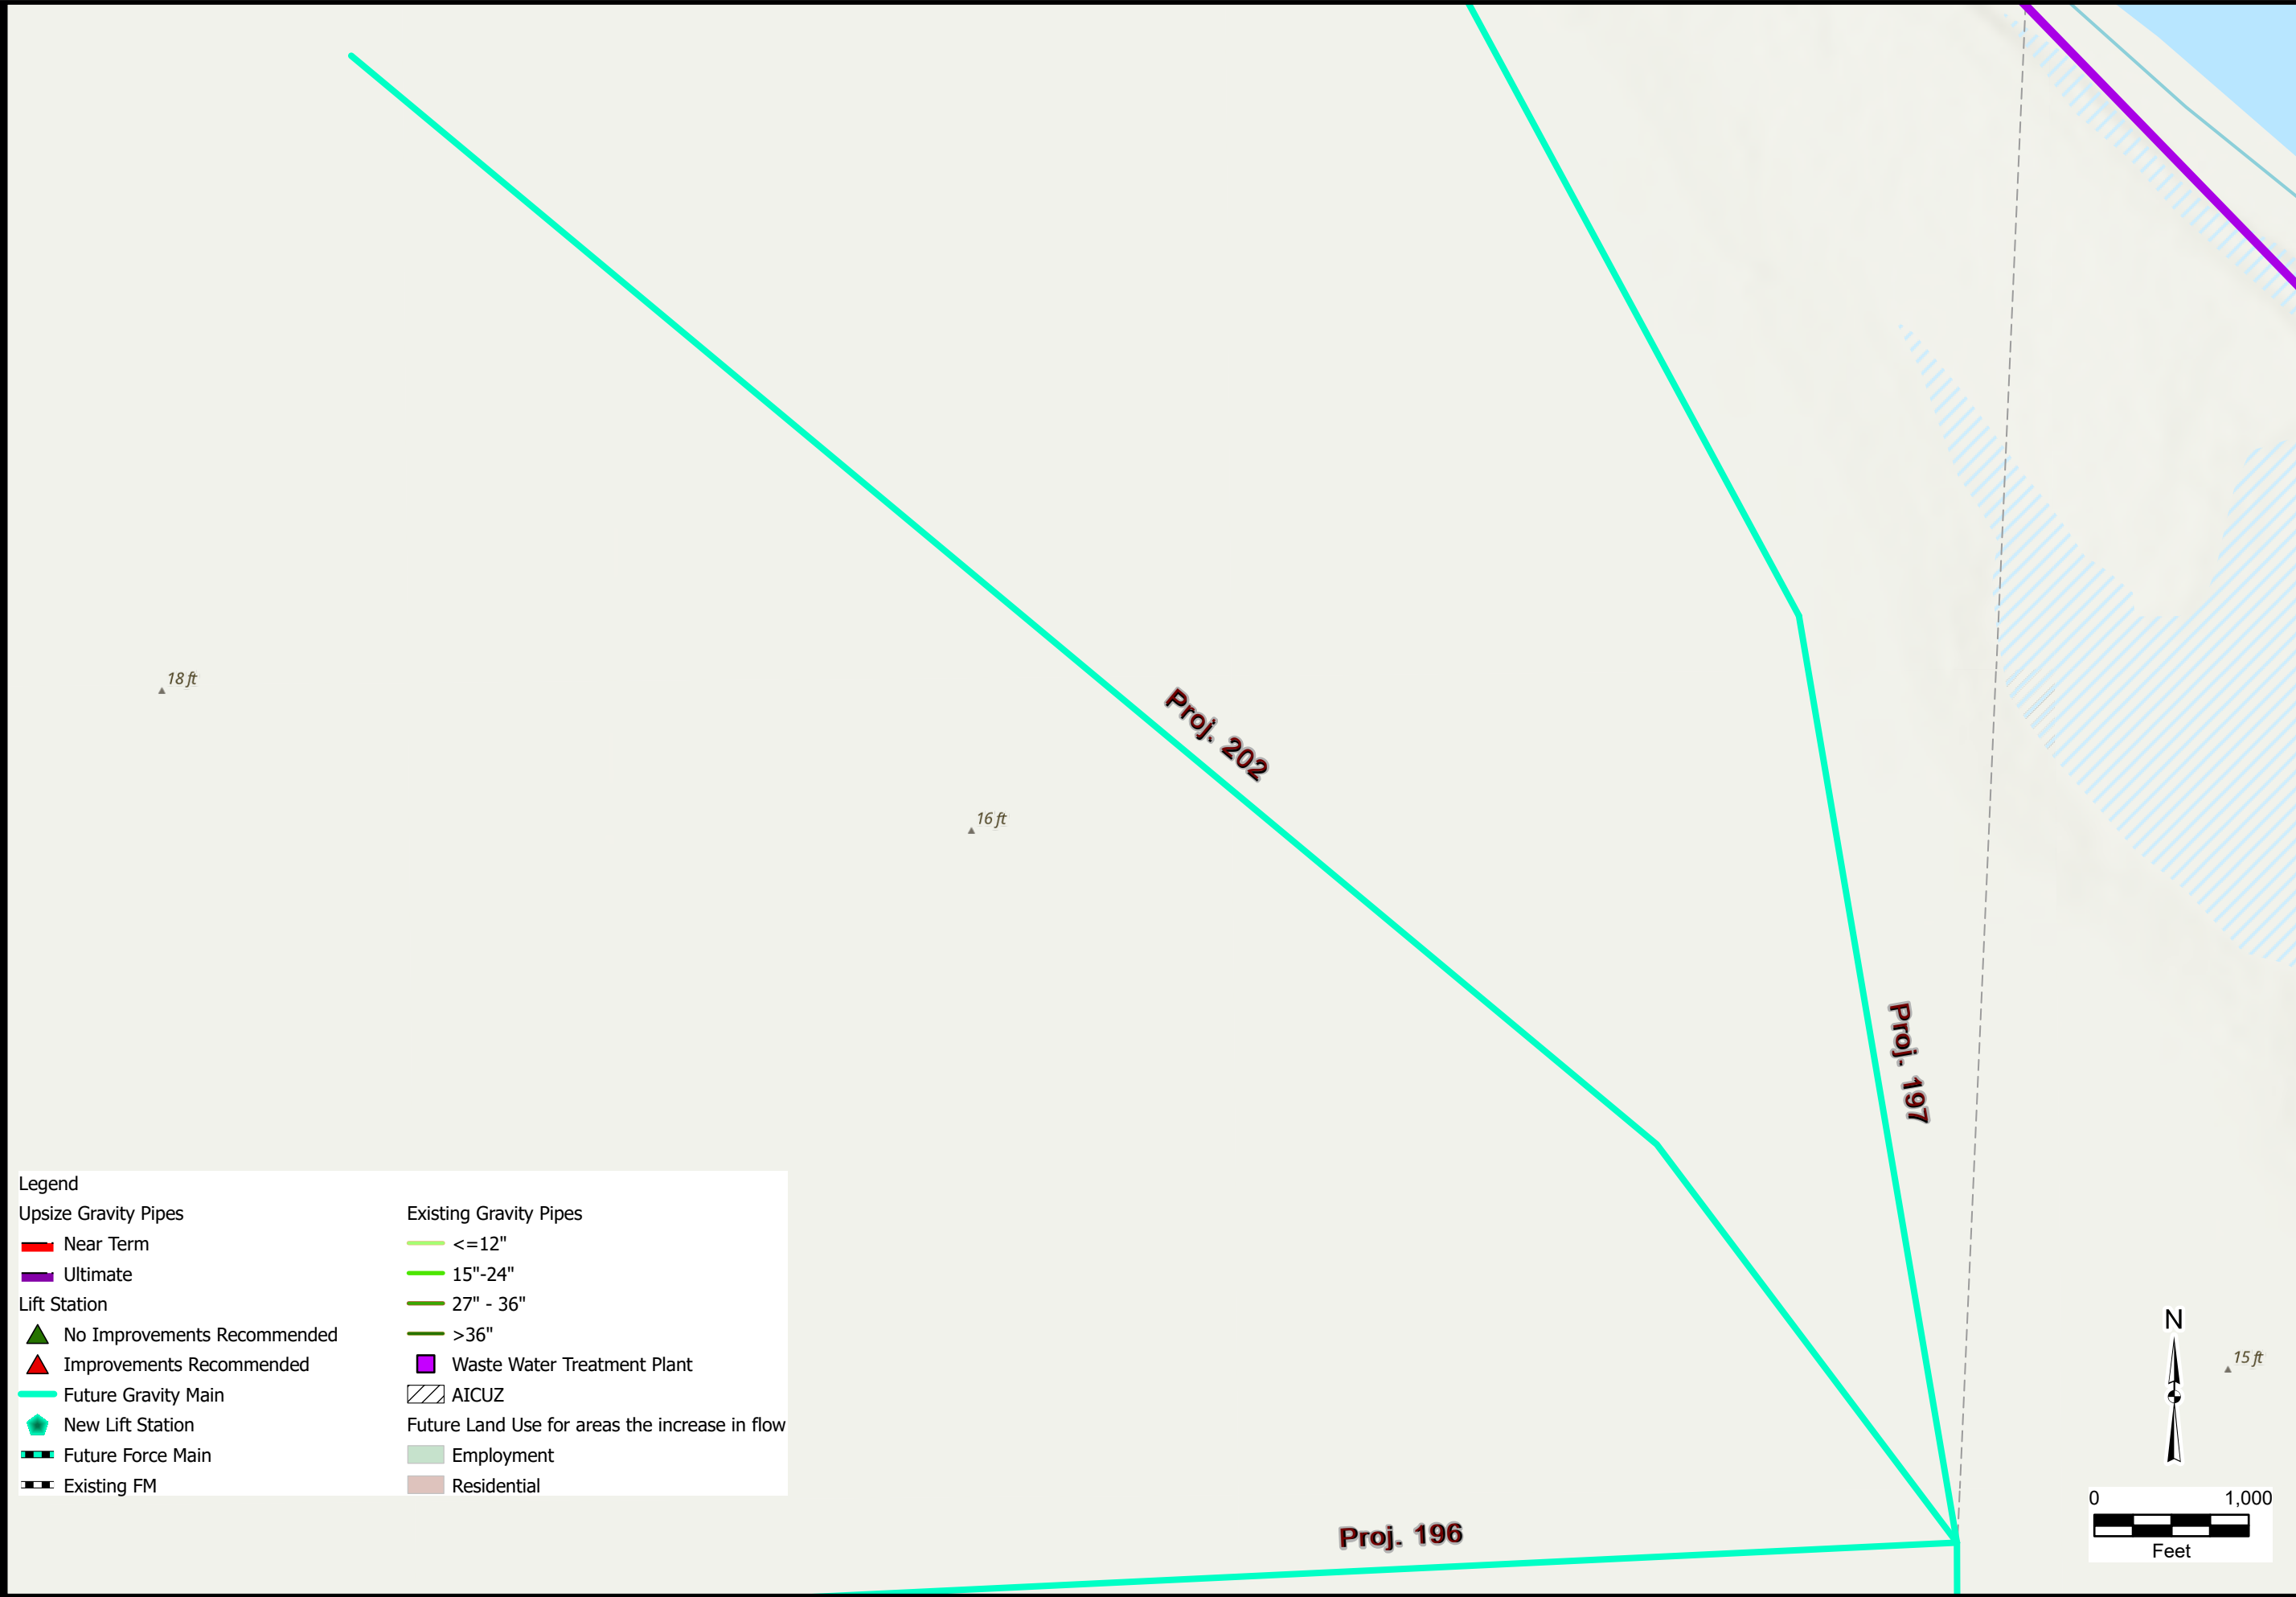 18 ft
Proj. 202
16 ft
Proj. 197
Legend
Upsize Gravity Pipes
Near Term
Ultimate
Lift Station
No Improvements Recommended
Improvements Recommended
Future Gravity Main
New Lift Station
Future Force Main
Existing FM
Existing Gravity Pipes
<=12"
15"-24"
27" - 36"
>36"
Waste Water Treatment Plant
AICUZ
Future Land Use for areas the increase in flow
Employment
Residential
Proj. 196
N
15 ft
0 1,000
Feet